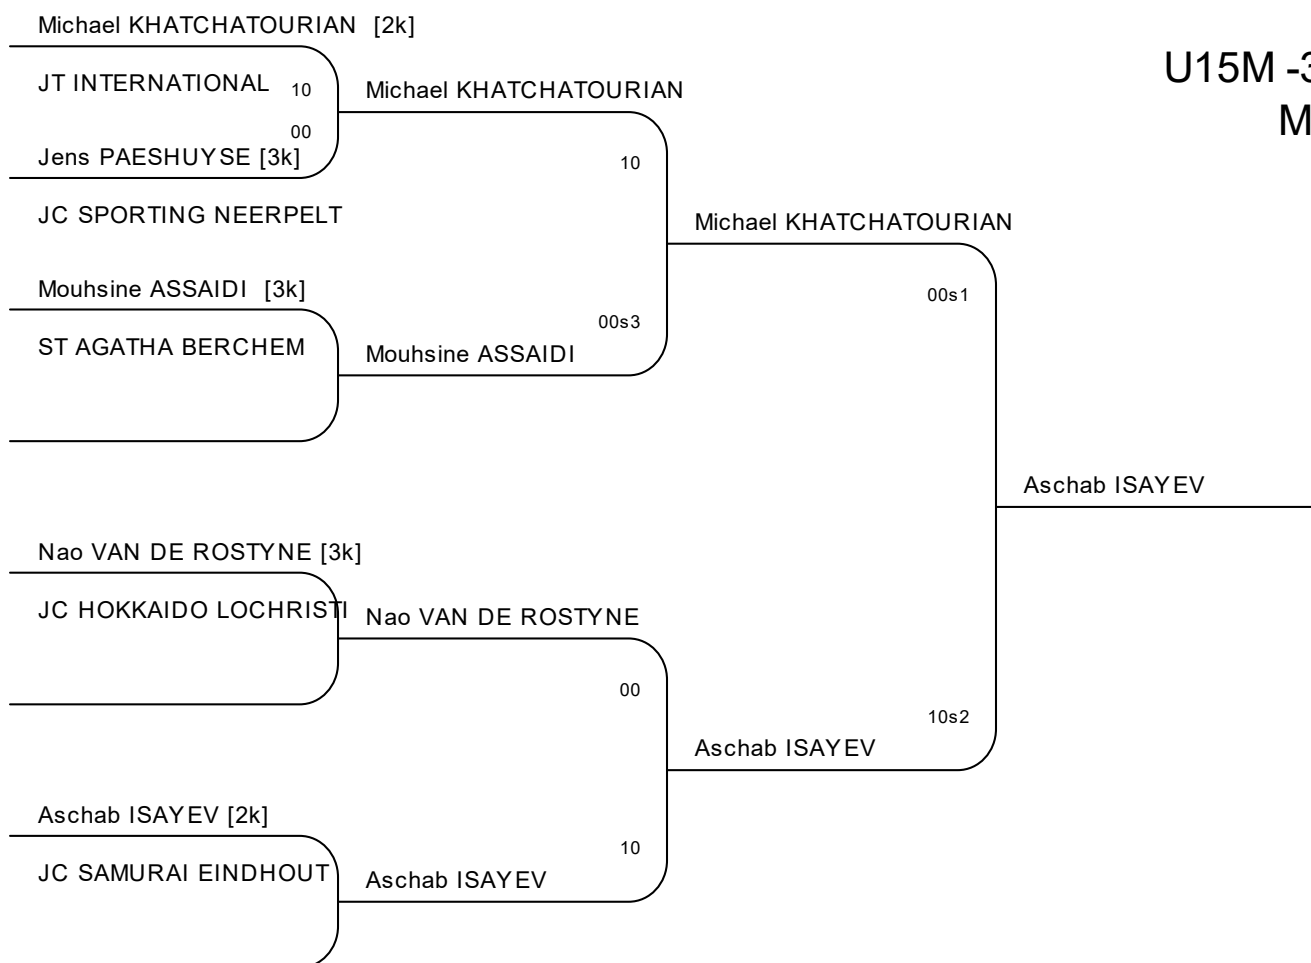 Michael KHATCHATOURIAN [2k]
JT INTERNATIONAL
10
00
Jens PAESHUYSE [3k]
JC SPORTING NEERPELT
Mouhsine ASSAIDI [3k]
ST AGATHA BERCHEM
Nao VAN DE ROSTYNE [3k]
JC HOKKAIDO LOCHRISTI
Aschab ISAYEV [2k]
JC SAMURAI EINDHOUT
Michael KHATCHATOURIAN
10
00s3
Mouhsine ASSAIDI
Nao VAN DE ROSTYNE
00
10
Aschab ISAYEV
Michael KHATCHATOURIAN
00s1
10s2
Aschab ISAYEV
Aschab ISAYEV
U15M -3
M